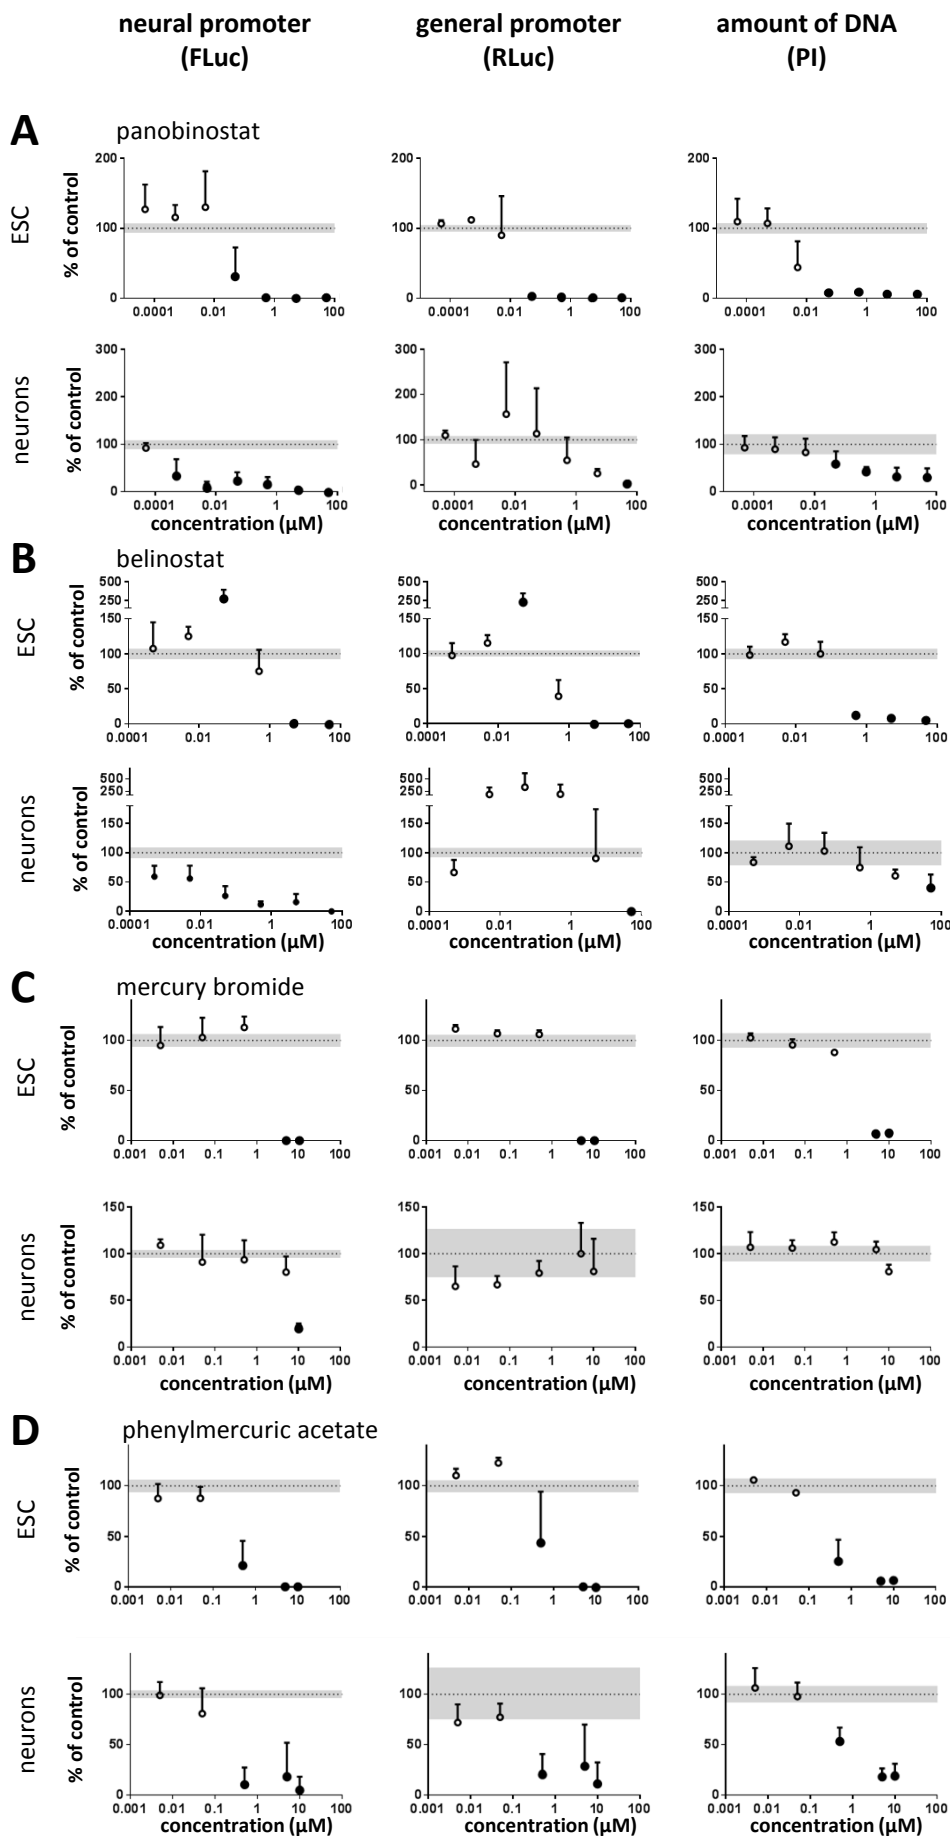 neural promoter general promoter amount of DNA
(FLuc) (RLuc) (PI)
A panobinostat
ESC
% of control
200 200 200
100 100 100
0 0 0
0.0001 0.01 1 100 0.0001 0.01 1 100 0.0001 0.01 1 100
neurons
% of control
300 300 300
200 200 200
100 100 100
0 0 0
0.0001 0.01 1 100 0.0001 0.01 1 100 0.0001 0.01 1 100
concentration (µM) concentration (µM) concentration (µM)
B belinostat
ESC
% of control
500 500 500
250 250 250
150 150 150
100 100 100
50 50 50
0 0 0
0.0001 0.01 1 100 0.0001 0.01 1 100 0.0001 0.01 1 100
neurons
% of control
500 500 500
250 250 250
150 150 150
100 100 100
50 50 50
0 0 0
0.0001 0.01 1 100 0.0001 0.01 1 100 0.0001 0.01 1 100
concentration (µM) concentration (µM) concentration (µM)
C mercury bromide
ESC
% of control
100 100 100
50 50 50
0 0 0
0.001 0.01 0.1 1 10 100 0.001 0.01 0.1 1 10 100 0.001 0.01 0.1 1 10 100
neurons
% of control
150 150 150
100 100 100
50 50 50
0 0 0
0.001 0.01 0.1 1 10 100 0.001 0.01 0.1 1 10 100 0.001 0.01 0.1 1 10 100
concentration (µM) concentration (µM) concentration (µM)
D phenylmercuric acetate
ESC
% of control
100 100 100
50 50 50
0 0 0
0.001 0.01 0.1 1 10 100 0.001 0.01 0.1 1 10 100 0.001 0.01 0.1 1 10 100
neurons
% of control
100 100 100
50 50 50
0 0 0
0.001 0.01 0.1 1 10 100 0.001 0.01 0.1 1 10 100 0.001 0.01 0.1 1 10 100
concentration (µM) concentration (µM) concentration (µM)